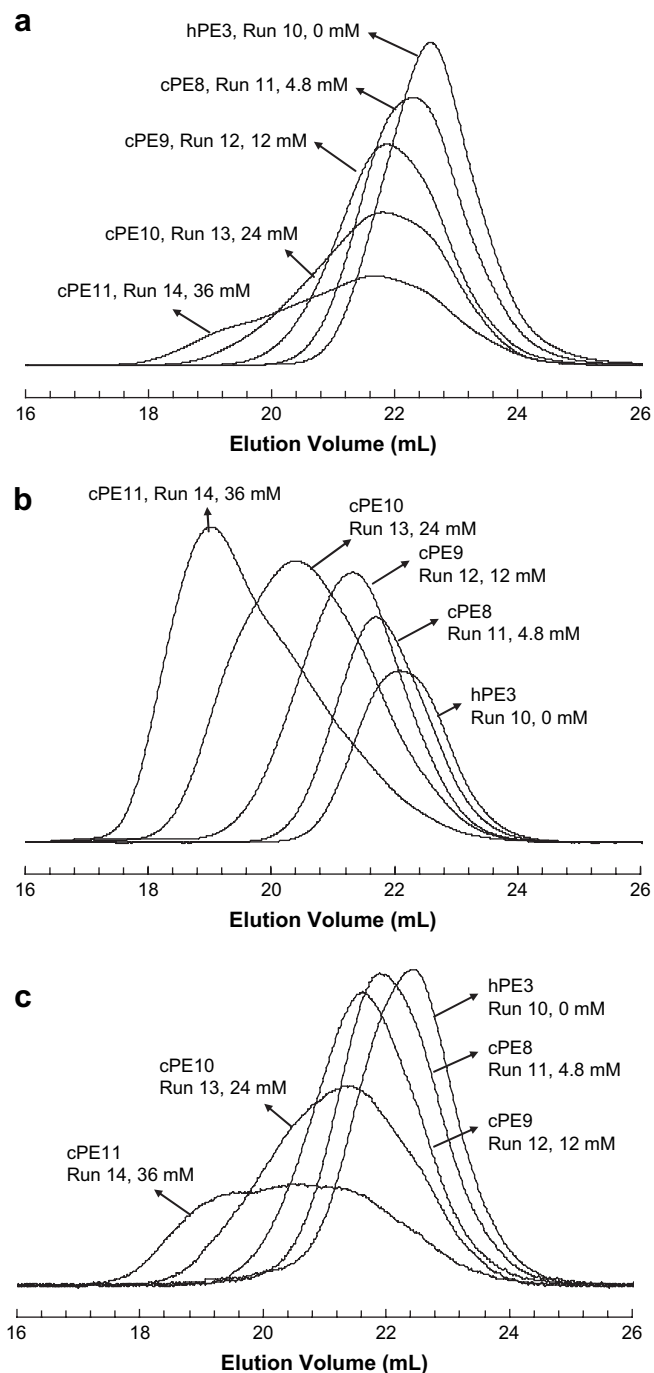 a
hPE3, Run 10, 0 mM
cPE8, Run 11, 4.8 mM
cPE9, Run 12, 12 mM
cPE10, Run 13, 24 mM
cPE11, Run 14, 36 mM
16 18 20 22 24 26
Elution Volume (mL)
b
cPE11, Run 14, 36 mM
cPE10
Run 13, 24 mM
cPE9
Run 12, 12 mM
cPE8
Run 11, 4.8 mM
hPE3
Run 10, 0 mM
16 18 20 22 24 26
Elution Volume (mL)
c
hPE3
Run 10, 0 mM
cPE8
Run 11, 4.8 mM
cPE9
Run 12, 12 mM
cPE10
Run 13, 24 mM
cPE11
Run 14, 36 mM
16 18 20 22 24 26
Elution Volume (mL)